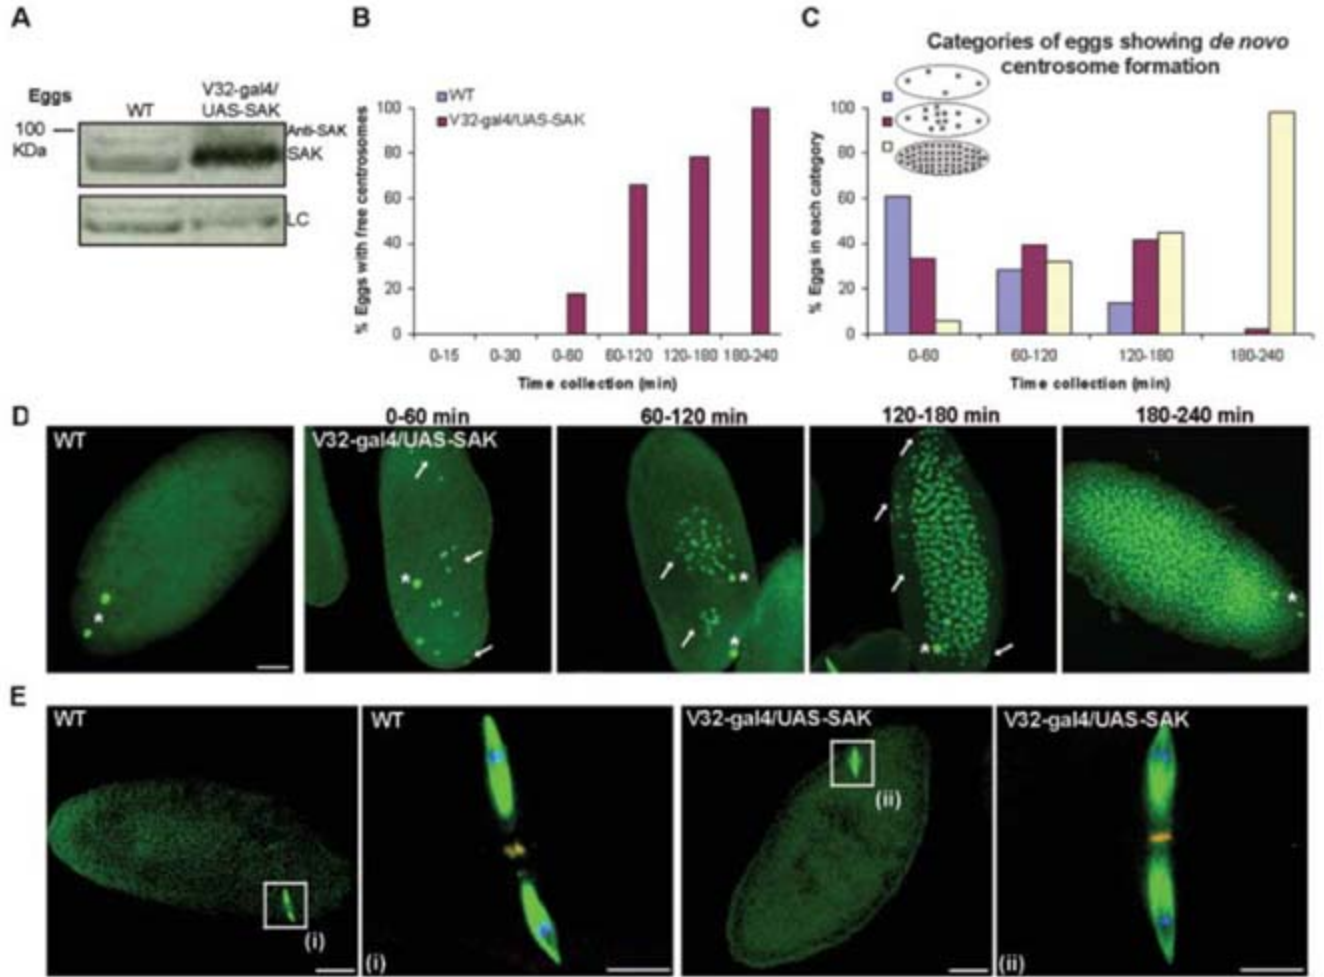 A
Eggs
WT
V32-gal4/
UAS-SAK
100
KDa
Anti-SAK
SAK
LC
B
% Eggs with free centrosomes
100
80
60
40
20
0
WT
V32-gal4/UAS-SAK
0-15 0-30 0-60 60-120 120-180 180-240
Time collection (min)
C
Categories of eggs showing de novo
centrosome formation
% Eggs in each category
100
80
60
40
20
0
0-60 60-120 120-180 180-240
Time collection (min)
D
0-60 min 60-120 min 120-180 min 180-240 min
WT
V32-gal4/UAS-SAK
*
*
*
*
*
*
E
WT
(i)
WT
(i)
V32-gal4/UAS-SAK
(ii)
V32-gal4/UAS-SAK
(ii)